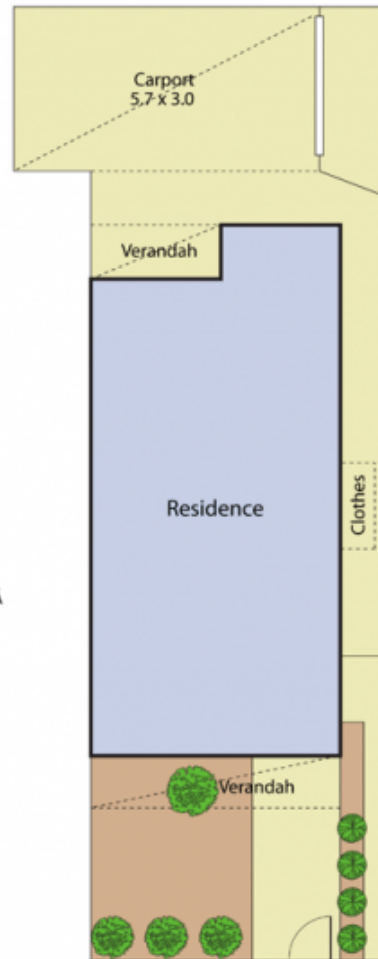 Carport
5.7 x 3.0
Verandah
Residence
Clothes
Verandah